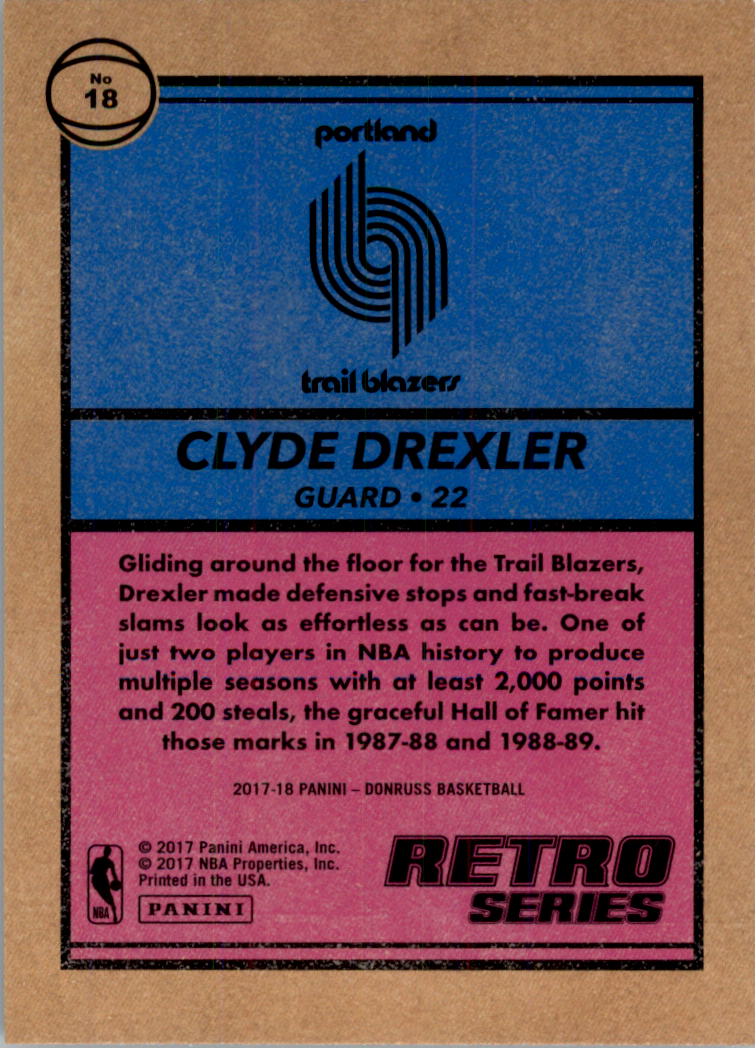 No
18
portland
trail blazers
CLYDE DREXLER
GUARD • 22
Gliding around the floor for the Trail Blazers,
Drexler made defensive stops and fast-break
slams look as effortless as can be. One of
just two players in NBA history to produce
multiple seasons with at least 2,000 points
and 200 steals, the graceful Hall of Famer hit
those marks in 1987-88 and 1988-89.
2017-18 PANINI – DONRUSS BASKETBALL
© 2017 Panini America, Inc.
© 2017 NBA Properties, Inc.
Printed in the USA.
NBA
PANINI
RETRO
SERIES